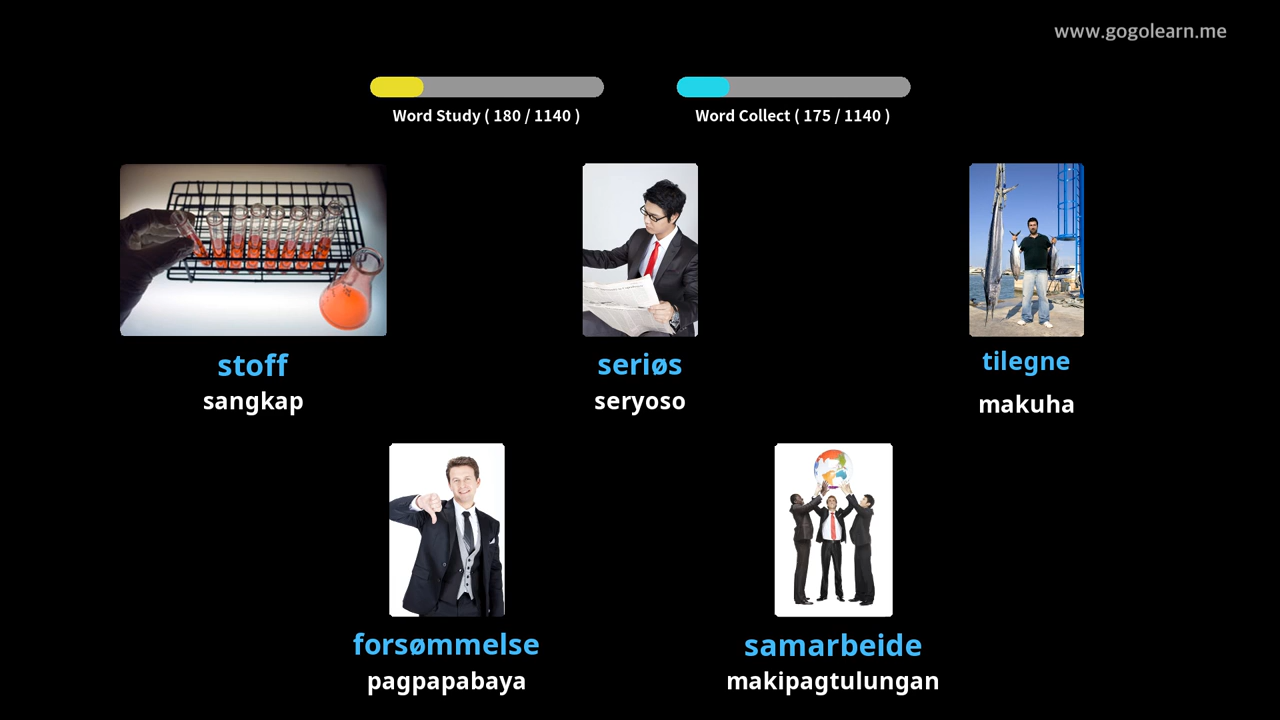 www.gogolearn.me
Word Study ( 180 / 1140 )
Word Collect ( 175 / 1140 )
stoff
sangkap
seriøs
seryoso
tilegne
makuha
forsømmelse
pagpapabaya
samarbeide
makipagtulungan